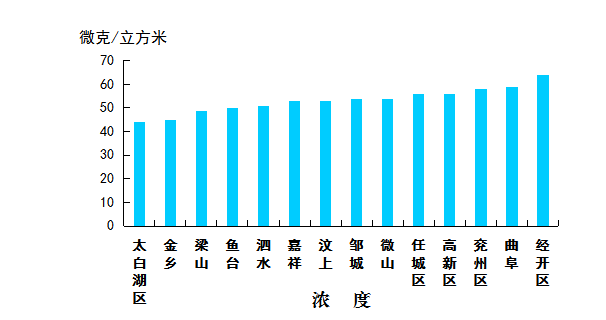 微克/立方米
70
60
50
40
30
20
10
0
太白湖区
金乡
梁山
鱼台
泗水
嘉祥
汶上
邹城
微山
任城区
高新区
兖州区
曲阜
经开区
浓 度